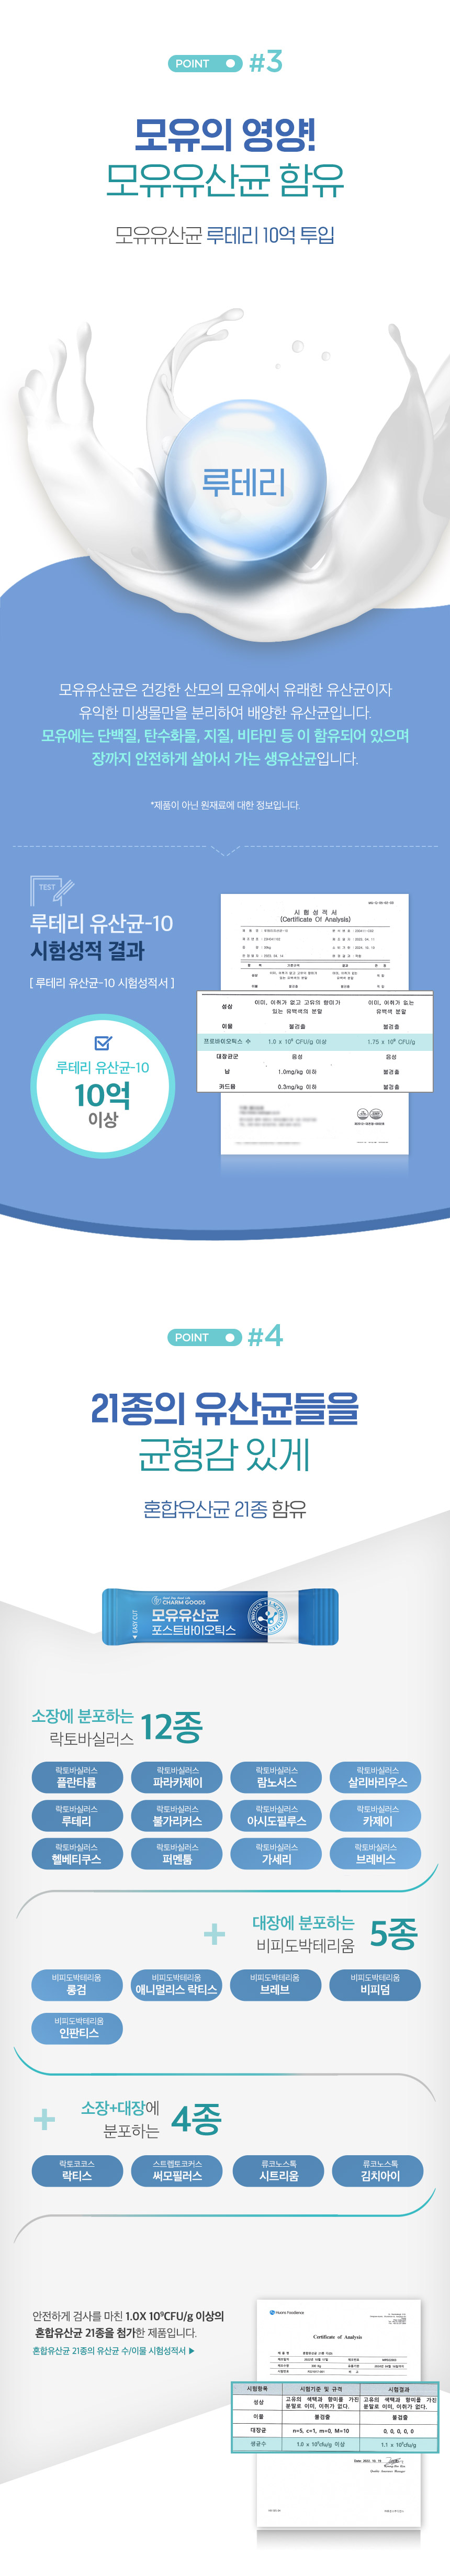 POINT #3
모유의 영양!
모유유산균 함유
모유유산균 루테리 10억 투입
루테리
모유유산균은 건강한 산모의 모유에서 유래한 유산균이자
유익한 미생물만을 분리하여 배양한 유산균입니다.
모유에는 단백질, 탄수화물, 지질, 비타민 등 이 함유되어 있으며
장까지 안전하게 살아서 가는 생유산균입니다.
*제품이 아닌 원재료에 대한 정보입니다.
TEST
루테리 유산균-10
시험성적 결과
[ 루테리 유산균-10 시험성적서 ]
루테리 유산균-10
10억
이상
시 험 성 적 서
(Certificate Of Analysis)
성상 이미, 이취가 없고 고유의 향미가 있는 유백색의 분말 이미, 이취가 없는 유백색 분말
이물 불검출 불검출
프로바이오틱스 수 1.0 x 10⁹ CFU/g 이상 1.75 x 10⁹ CFU/g
대장균군 음성 음성
납 1.0mg/kg 이하 불검출
카드뮴 0.3mg/kg 이하 불검출
POINT #4
21종의 유산균들을
균형감 있게
혼합유산균 21종 함유
EASY CUT
CHARM GOODS
모유유산균
포스트바이오틱스
소장에 분포하는
락토바실러스 12종
락토바실러스 플란타룸
락토바실러스 파라카제이
락토바실러스 람노서스
락토바실러스 살리바리우스
락토바실러스 루테리
락토바실러스 불가리커스
락토바실러스 아시도필루스
락토바실러스 카제이
락토바실러스 헬베티쿠스
락토바실러스 퍼멘툼
락토바실러스 가세리
락토바실러스 브레비스
+ 대장에 분포하는
비피도박테리움 5종
비피도박테리움 롱검
비피도박테리움 애니멀리스 락티스
비피도박테리움 브레브
비피도박테리움 비피덤
비피도박테리움 인판티스
+ 소장+대장에
분포하는 4종
락토코코스 락티스
스트렙토코커스 써모필러스
류코노스톡 시트리움
류코노스톡 김치아이
안전하게 검사를 마친 1.0X 10⁹CFU/g 이상의
혼합유산균 21종을 첨가한 제품입니다.
혼합유산균 21종의 유산균 수/이물 시험성적서 ▶
Certificate of Analysis
시험항목 시험기준 및 규격 시험결과
성상 고유의 색택과 향미를 가진 분말로 이미, 이취가 없다. 고유의 색택과 향미를 가진 분말로 이미, 이취가 없다.
이물 불검출 불검출
대장균 n=5, c=1, m=0, M=10 0, 0, 0, 0, 0
유산균수 1.0 x 10⁹cfu/g 이상 1.1 x 10⁹cfu/g